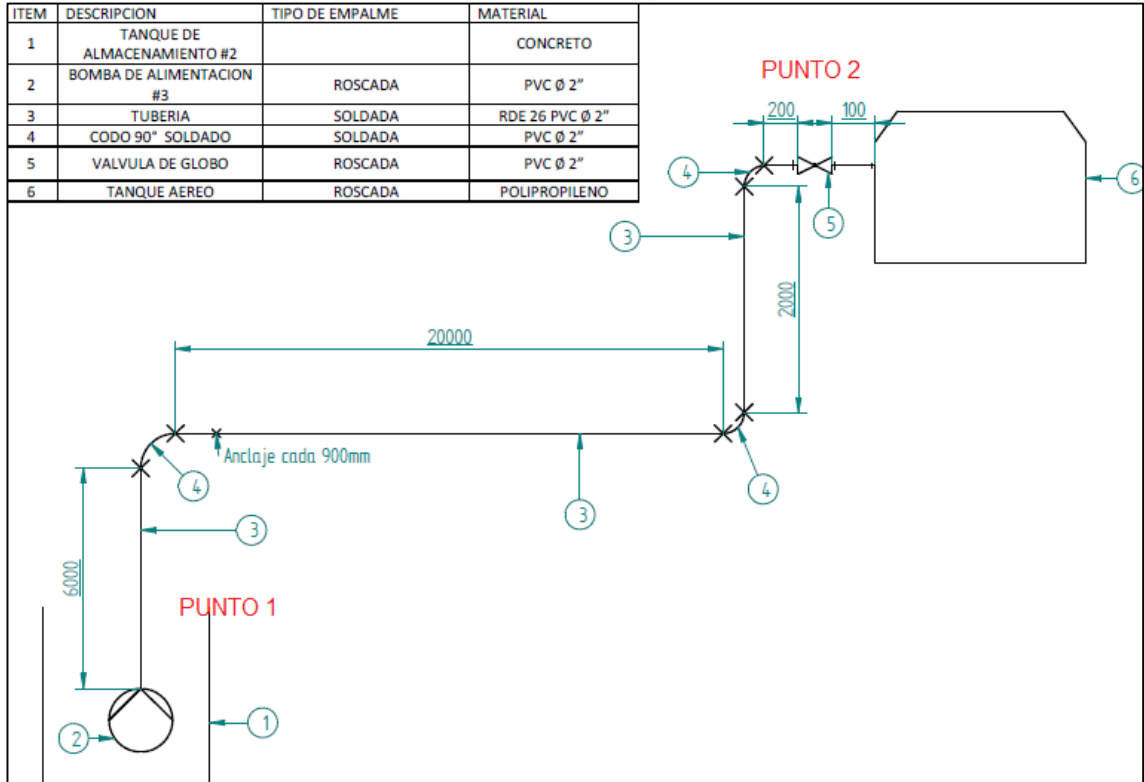 ITEM DESCRIPCION TIPO DE EMPALME MATERIAL
1 TANQUE DE ALMACENAMIENTO #2 CONCRETO
2 BOMBA DE ALIMENTACION #3 ROSCADA PVC Ø 2”
3 TUBERIA SOLDADA RDE 26 PVC Ø 2”
4 CODO 90° SOLDADO SOLDADA PVC Ø 2”
5 VALVULA DE GLOBO ROSCADA PVC Ø 2”
6 TANQUE AEREO ROSCADA POLIPROPILENO
PUNTO 2
200 100
4
6
5
3
2000
20000
Anclaje cada 900mm
4
4
3
3
6000
PUNTO 1
2
1